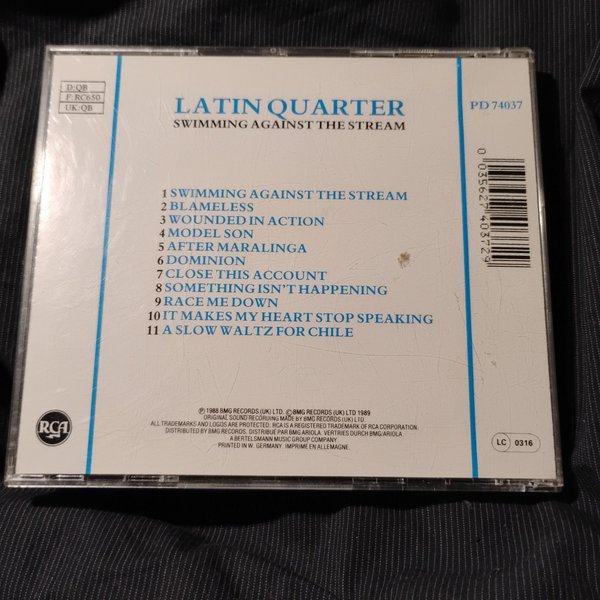 D:QB
F: RC650
UK:QB
LATIN QUARTER
SWIMMING AGAINST THE STREAM
PD 74037
0 035627 403729
1 SWIMMING AGAINST THE STREAM
2 BLAMELESS
3 WOUNDED IN ACTION
4 MODEL SON
5 AFTER MARALINGA
6 DOMINION
7 CLOSE THIS ACCOUNT
8 SOMETHING ISN'T HAPPENING
9 RACE ME DOWN
10 IT MAKES MY HEART STOP SPEAKING
11 A SLOW WALTZ FOR CHILE
RCA
Ⓟ 1988 BMG RECORDS (UK) LTD. © BMG RECORDS (UK) LTD 1989
ORIGINAL SOUND RECORDING MADE BY BMG RECORDS (UK) LTD
ALL TRADEMARKS AND LOGOS ARE PROTECTED: RCA IS A REGISTERED TRADEMARK OF RCA CORPORATION.
DISTRIBUTED BY BMG RECORDS. DISTRIBUÉ PAR BMG ARIOLA. VERTRIES DURCH BMG/ARIOLA
A BERTELSMANN MUSIC GROUP COMPANY
PRINTED IN W. GERMANY. IMPRIME EN ALLEMAGNE.
LC 0316